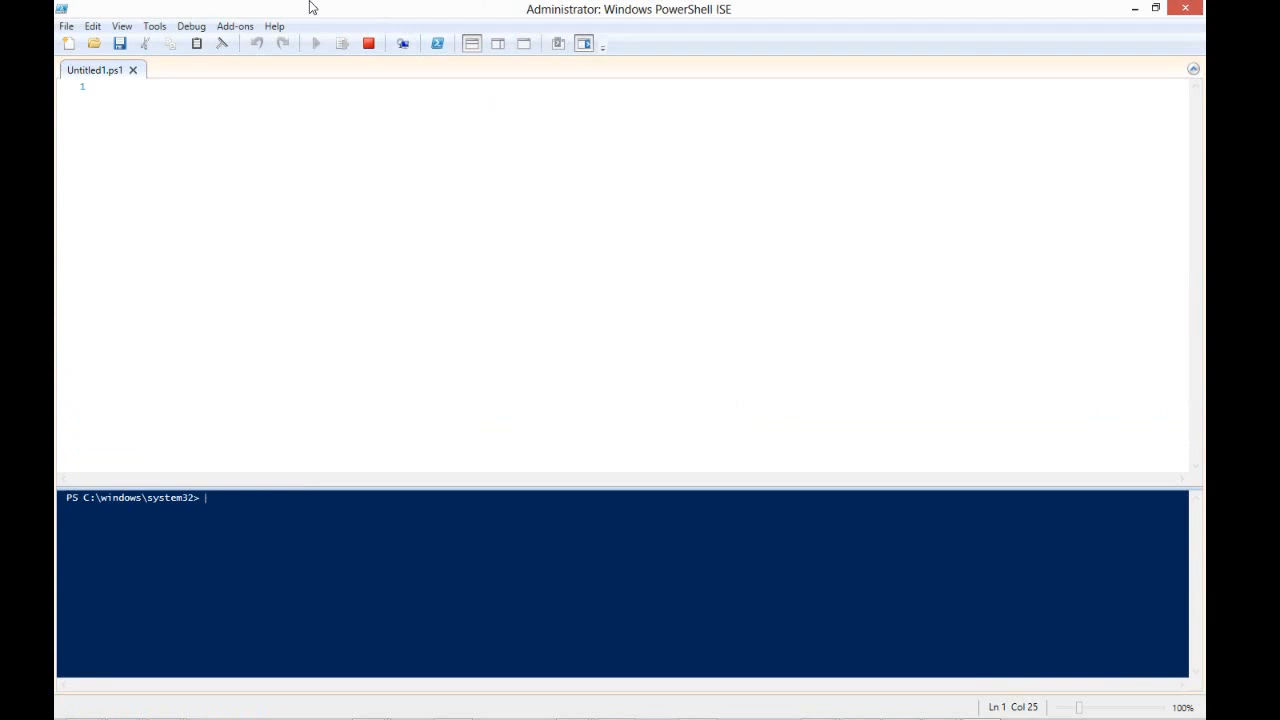 Administrator: Windows PowerShell ISE
File Edit View Tools Debug Add-ons Help
Untitled1.ps1
1
PS C:\windows\system32>
Ln 1 Col 25 100%